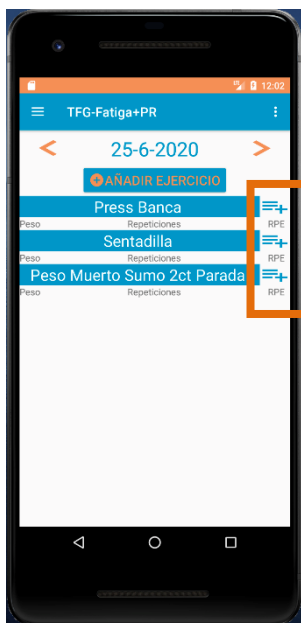 12:02
TFG-Fatiga+PR
< 25-6-2020 >
AÑADIR EJERCICIO
Press Banca
Peso Repeticiones RPE
Sentadilla
Peso Repeticiones RPE
Peso Muerto Sumo 2ct Parada
Peso Repeticiones RPE